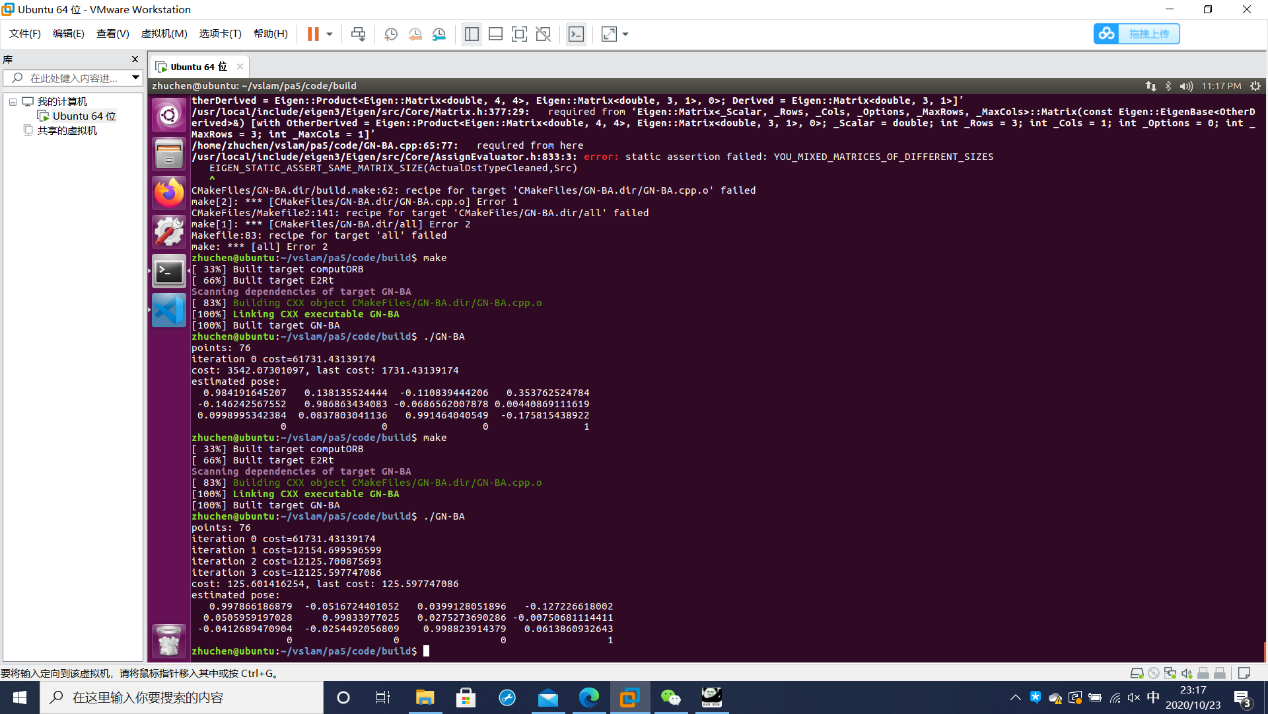 Ubuntu 64 位 - VMware Workstation
文件(F) 编辑(E) 查看(V) 虚拟机(M) 选项卡(T) 帮助(H)
拖拽上传
库
在此处键入内容进...
我的计算机
Ubuntu 64 位
共享的虚拟机
Ubuntu 64 位
zhuchen@ubuntu: ~/vslam/pa5/code/build
11:17 PM
therDerived = Eigen::Product<Eigen::Matrix<double, 4, 4>, Eigen::Matrix<double, 3, 1>, 0>; Derived = Eigen::Matrix<double, 3, 1>]’
/usr/local/include/eigen3/Eigen/src/Core/Matrix.h:377:29:   required from ‘Eigen::Matrix<_Scalar, _Rows, _Cols, _Options, _MaxRows, _MaxCols>::Matrix(const Eigen::EigenBase<OtherD
erived>&) [with OtherDerived = Eigen::Product<Eigen::Matrix<double, 4, 4>, Eigen::Matrix<double, 3, 1>, 0>; _Scalar = double; int _Rows = 3; int _Cols = 1; int _Options = 0; int _
MaxRows = 3; int _MaxCols = 1]’
/home/zhuchen/vslam/pa5/code/GN-BA.cpp:65:77:   required from here
/usr/local/include/eigen3/Eigen/src/Core/AssignEvaluator.h:833:3: error: static assertion failed: YOU_MIXED_MATRICES_OF_DIFFERENT_SIZES
EIGEN_STATIC_ASSERT_SAME_MATRIX_SIZE(ActualDstTypeCleaned,Src)
^
CMakeFiles/GN-BA.dir/build.make:62: recipe for target 'CMakeFiles/GN-BA.dir/GN-BA.cpp.o' failed
make[2]: *** [CMakeFiles/GN-BA.dir/GN-BA.cpp.o] Error 1
CMakeFiles/Makefile2:141: recipe for target 'CMakeFiles/GN-BA.dir/all' failed
make[1]: *** [CMakeFiles/GN-BA.dir/all] Error 2
Makefile:83: recipe for target 'all' failed
make: *** [all] Error 2
zhuchen@ubuntu:~/vslam/pa5/code/build$ make
[ 33%] Built target computORB
[ 66%] Built target E2Rt
Scanning dependencies of target GN-BA
[ 83%] Building CXX object CMakeFiles/GN-BA.dir/GN-BA.cpp.o
[100%] Linking CXX executable GN-BA
[100%] Built target GN-BA
zhuchen@ubuntu:~/vslam/pa5/code/build$ ./GN-BA
points: 76
iteration 0 cost=61731.43139174
cost: 3542.07301097, last cost: 1731.43139174
estimated pose:
0.984191645207 0.138135524444 -0.110839444206 0.353762524784
-0.146242567552 0.986863434083 -0.0686562007878 0.00440869111619
0.0998995342384 0.0837803041136 0.991464040549 -0.175815438922
0 0 0 1
zhuchen@ubuntu:~/vslam/pa5/code/build$ make
[ 33%] Built target computORB
[ 66%] Built target E2Rt
Scanning dependencies of target GN-BA
[ 83%] Building CXX object CMakeFiles/GN-BA.dir/GN-BA.cpp.o
[100%] Linking CXX executable GN-BA
[100%] Built target GN-BA
zhuchen@ubuntu:~/vslam/pa5/code/build$ ./GN-BA
points: 76
iteration 0 cost=61731.43139174
iteration 1 cost=12154.699596599
iteration 2 cost=12125.700875693
iteration 3 cost=12125.597747086
cost: 125.601416254, last cost: 125.597747086
estimated pose:
0.997866186879 -0.0516724401052 0.0399128051896 -0.127226618002
0.0505959197028 0.99833977025 0.0275273690286 -0.00750681114411
-0.0412689470904 -0.0254492056809 0.998823914379 0.0613860932643
0 0 0 1
zhuchen@ubuntu:~/vslam/pa5/code/build$
要将输入定向到该虚拟机，请将鼠标指针移入其中或按 Ctrl+G。
在这里输入你要搜索的内容
中
23:17
2020/10/23
3